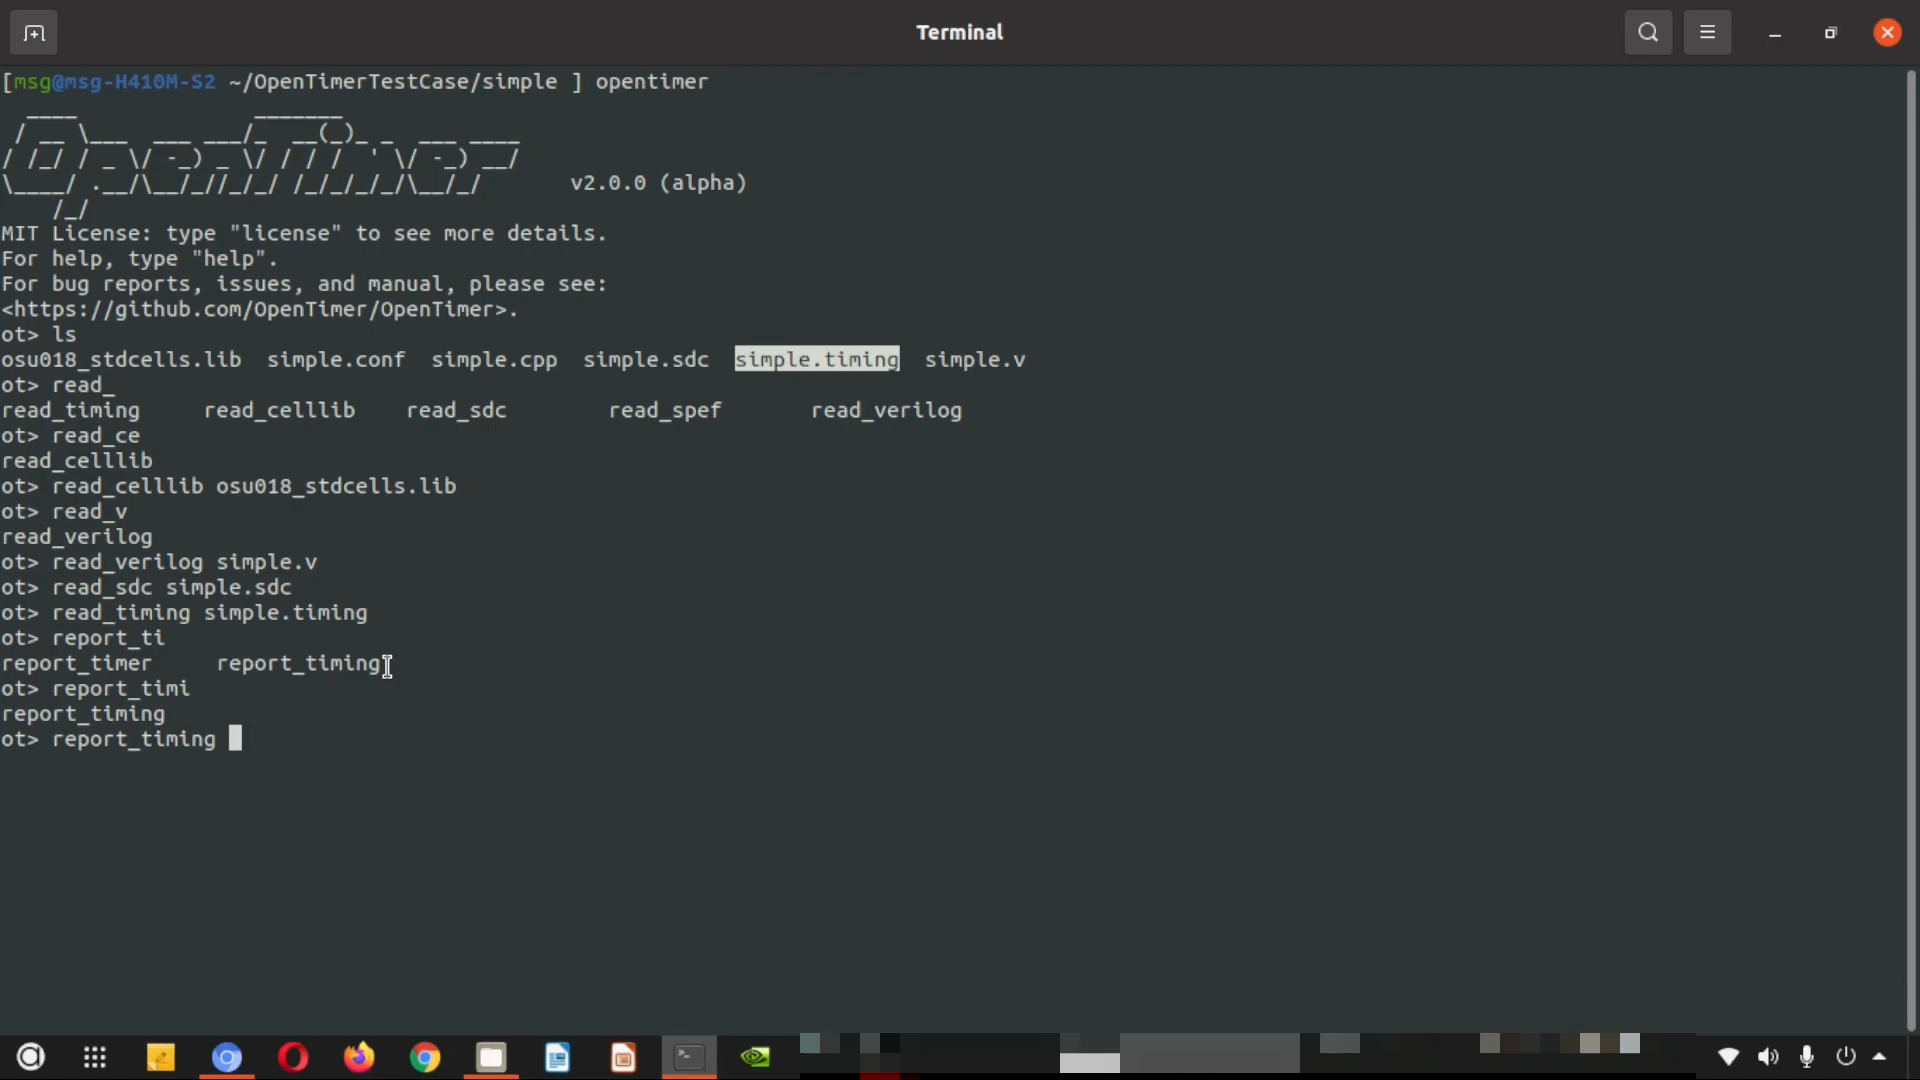 Terminal
[msg@msg-H410M-S2 ~/OpenTimerTestCase/simple ] opentimer
OpenTimer
v2.0.0 (alpha)
MIT License: type "license" to see more details.
For help, type "help".
For bug reports, issues, and manual, please see:
<https://github.com/OpenTimer/OpenTimer>.
ot> ls
osu018_stdcells.lib simple.conf simple.cpp simple.sdc simple.timing simple.v
ot> read_
read_timing read_celllib read_sdc read_spef read_verilog
ot> read_ce
read_celllib
ot> read_celllib osu018_stdcells.lib
ot> read_v
read_verilog
ot> read_verilog simple.v
ot> read_sdc simple.sdc
ot> read_timing simple.timing
ot> report_ti
report_timer report_timing
ot> report_timi
report_timing
ot> report_timing